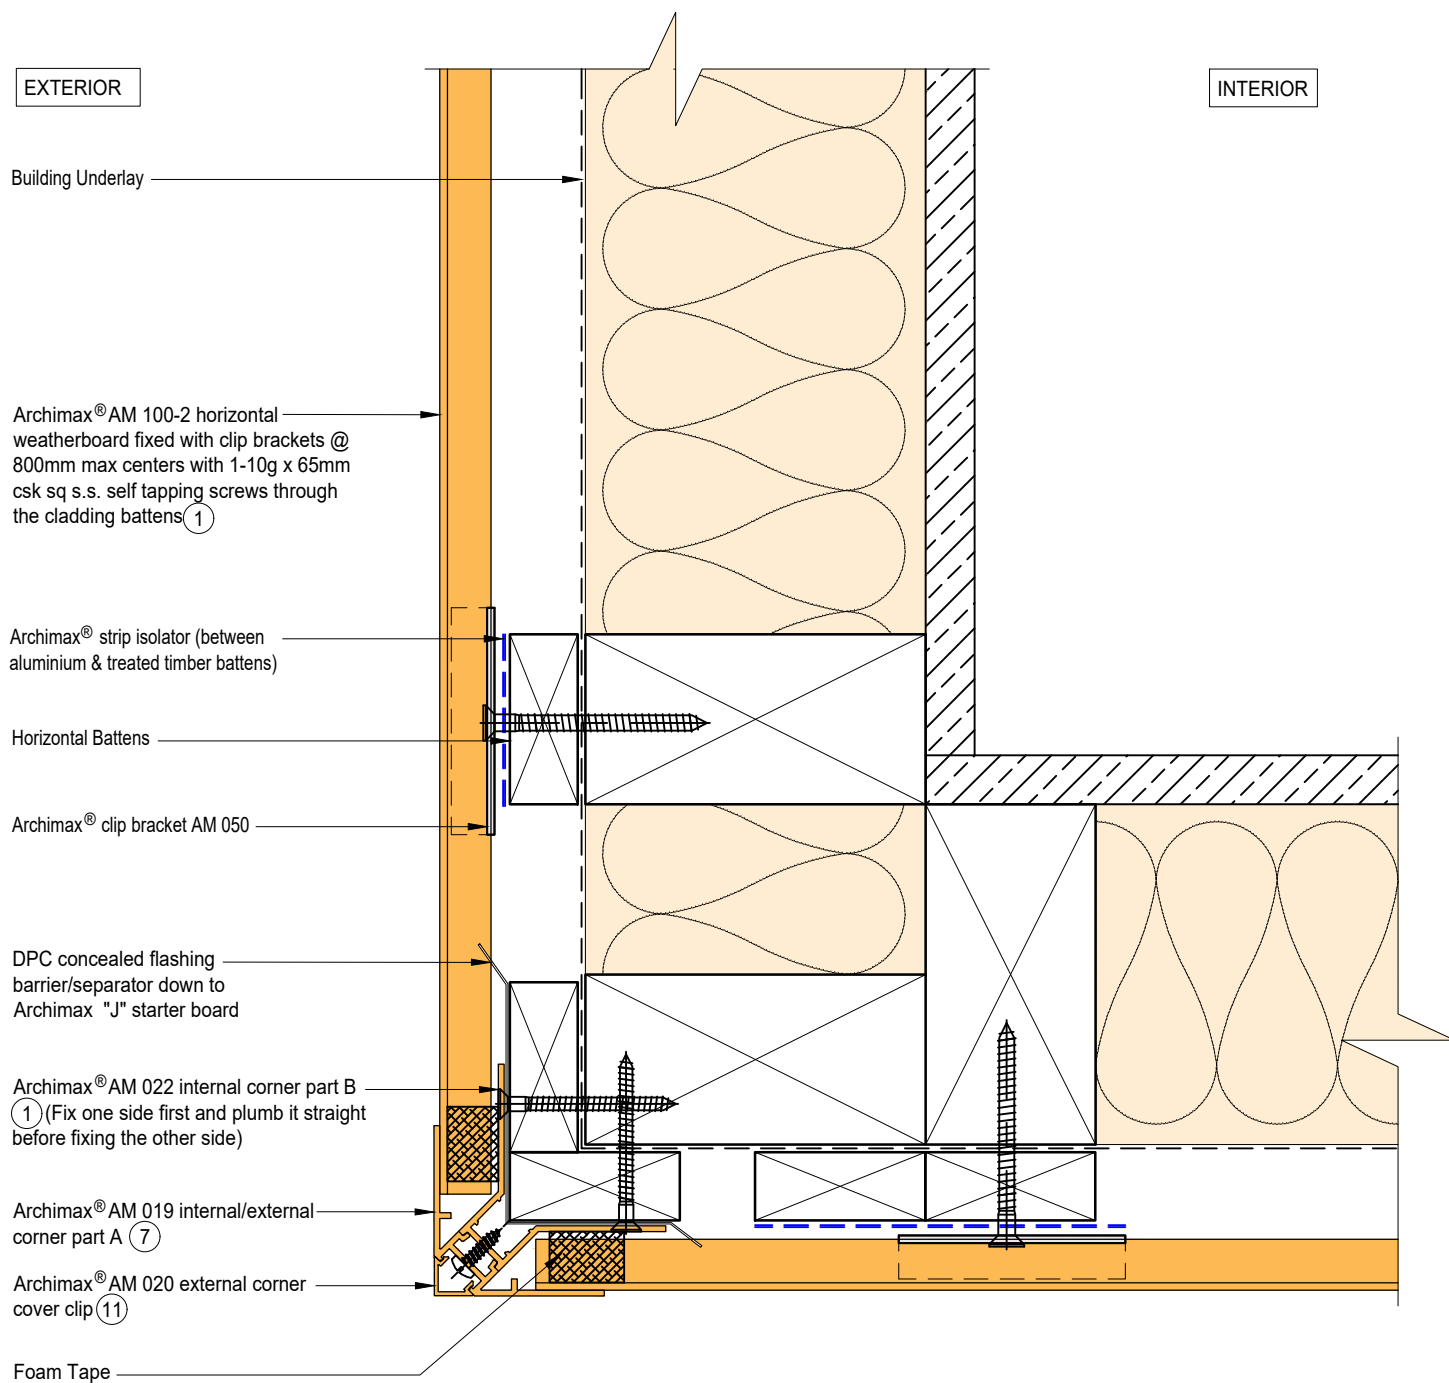 EXTERIOR
INTERIOR
Building Underlay
Archimax® AM 100-2 horizontal
weatherboard fixed with clip brackets @
800mm max centers with 1-10g x 65mm
csk sq s.s. self tapping screws through
the cladding battens 1
Archimax® strip isolator (between
aluminium & treated timber battens)
Horizontal Battens
Archimax® clip bracket AM 050
DPC concealed flashing
barrier/separator down to
Archimax "J" starter board
Archimax® AM 022 internal corner part B
1 (Fix one side first and plumb it straight
before fixing the other side)
Archimax® AM 019 internal/external
corner part A 7
Archimax® AM 020 external corner
cover clip 11
Foam Tape